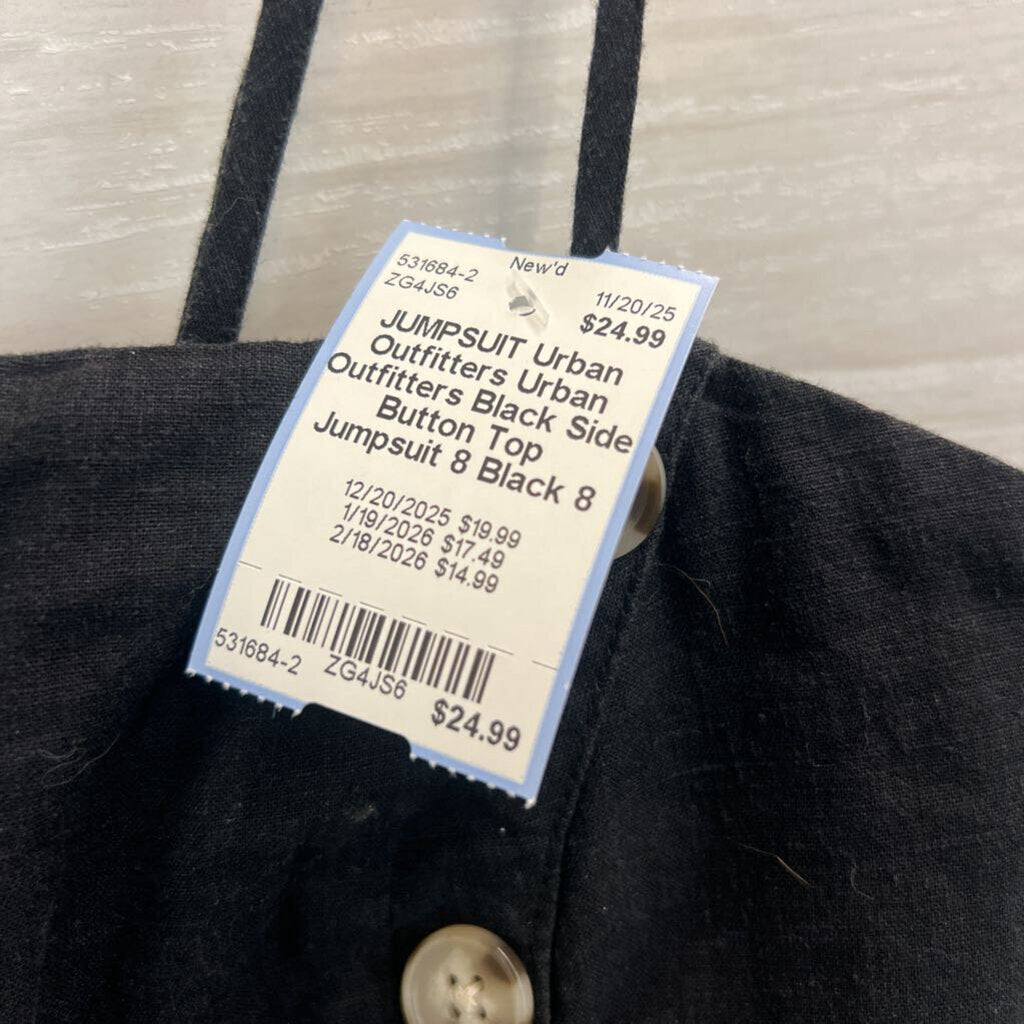 531684-2 New'd 11/20/25
ZG4JS6 $24.99
JUMPSUIT Urban
Outfitters Urban
Outfitters Black Side
Button Top
Jumpsuit 8 Black 8
12/20/2025 $19.99
1/19/2026 $17.49
2/18/2026 $14.99
531684-2 ZG4JS6 $24.99